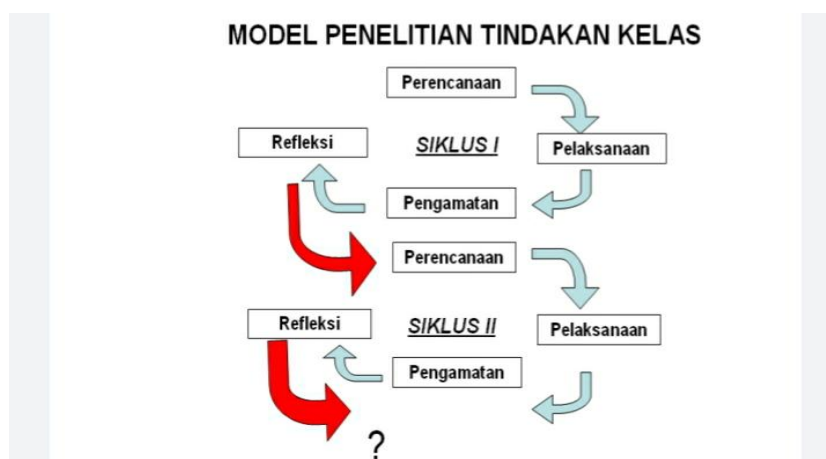 MODEL PENELITIAN TINDAKAN KELAS
Perencanaan
Refleksi
SIKLUS I
Pelaksanaan
Pengamatan
Perencanaan
Refleksi
SIKLUS II
Pelaksanaan
Pengamatan
?